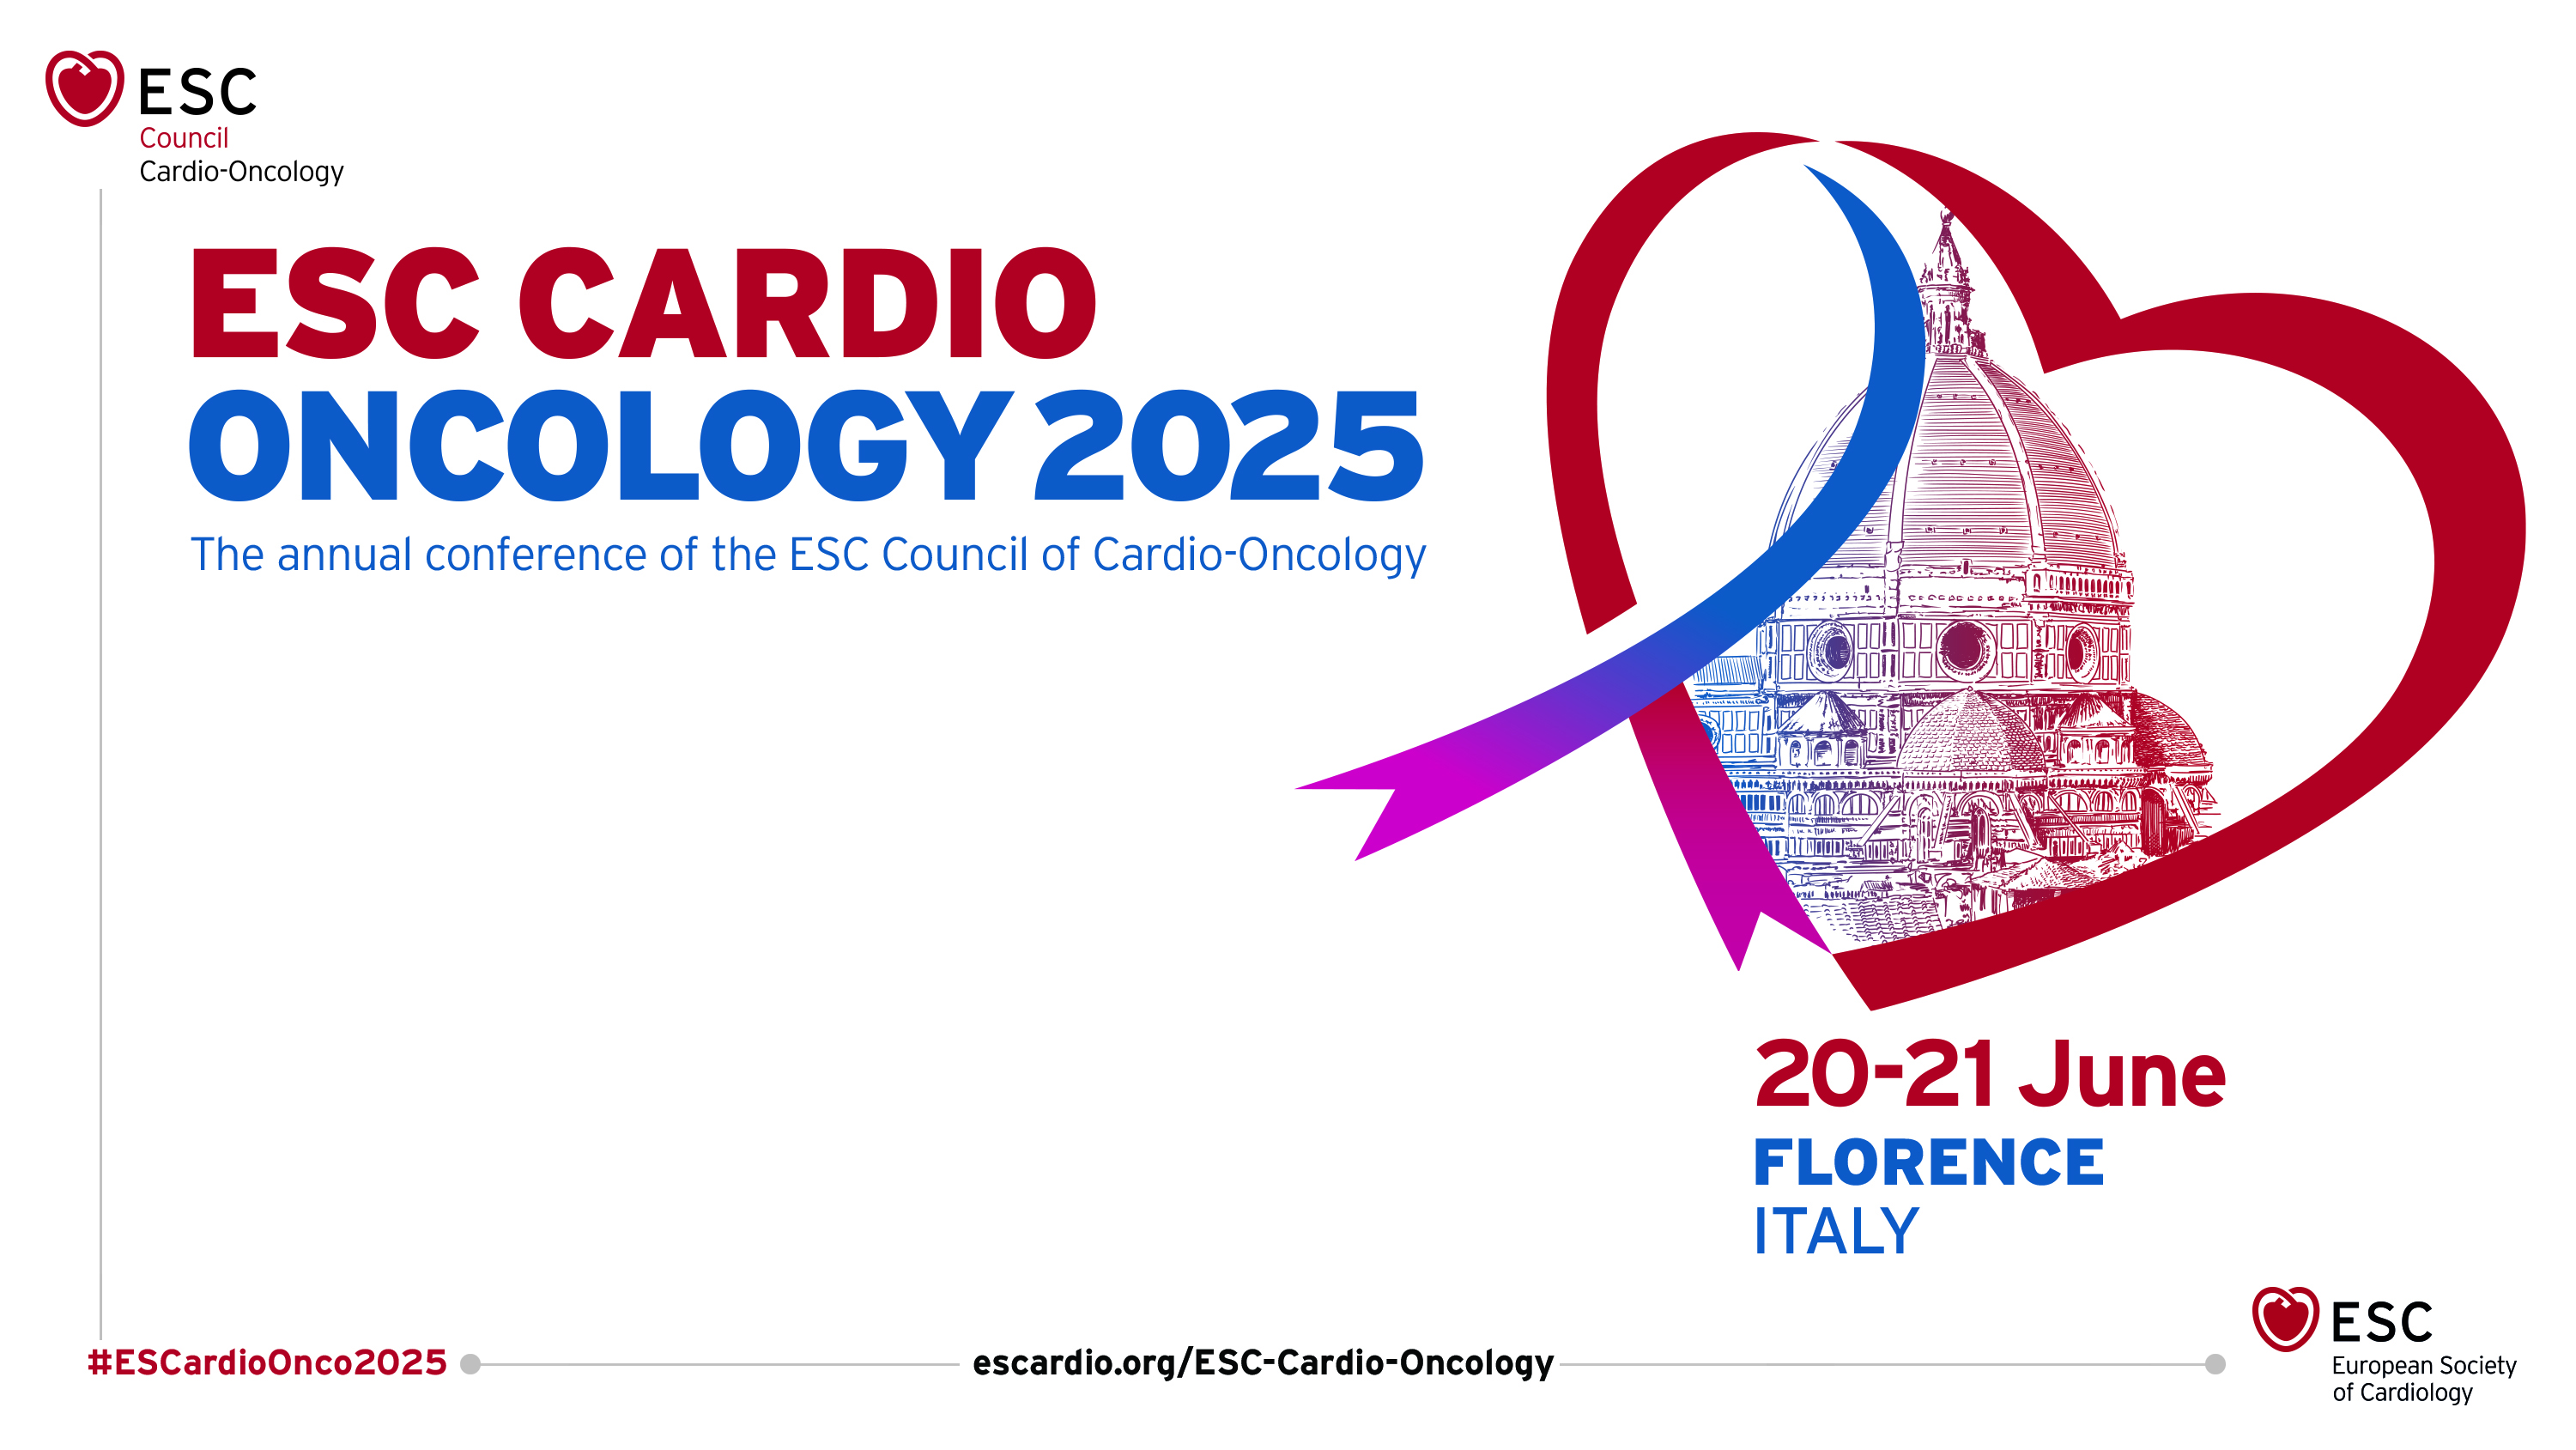 ESC
Council
Cardio-Oncology
ESC CARDIO
ONCOLOGY 2025
The annual conference of the ESC Council of Cardio-Oncology
20-21 June
FLORENCE
ITALY
#ESCardioOnco2025
escardio.org/ESC-Cardio-Oncology
ESC
European Society
of Cardiology